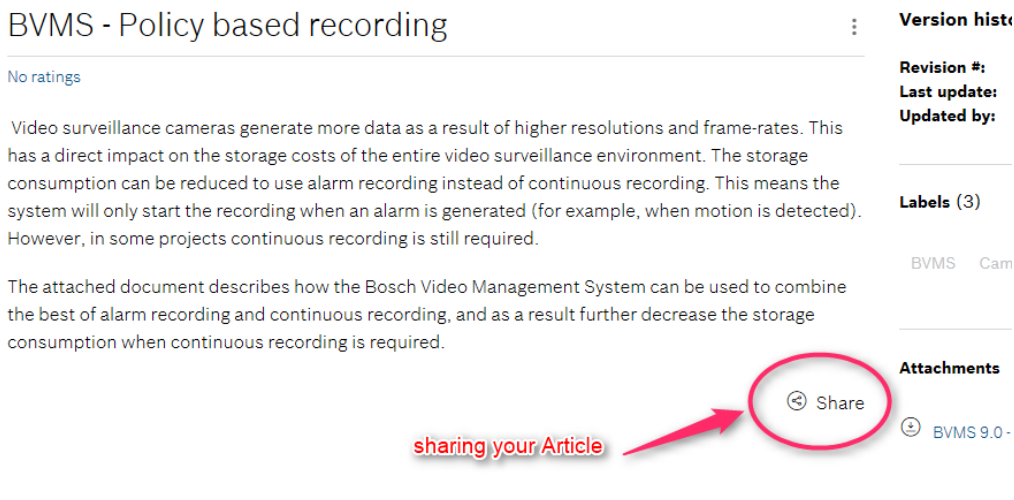 BVMS - Policy based recording
No ratings
Video surveillance cameras generate more data as a result of higher resolutions and frame-rates. This
has a direct impact on the storage costs of the entire video surveillance environment. The storage
consumption can be reduced to use alarm recording instead of continuous recording. This means the
system will only start the recording when an alarm is generated (for example, when motion is detected).
However, in some projects continuous recording is still required.
The attached document describes how the Bosch Video Management System can be used to combine
the best of alarm recording and continuous recording, and as a result further decrease the storage
consumption when continuous recording is required.
Share
sharing your Article
Version histo
Revision #:
Last update:
Updated by:
Labels (3)
BVMS Cam
Attachments
BVMS 9.0 -